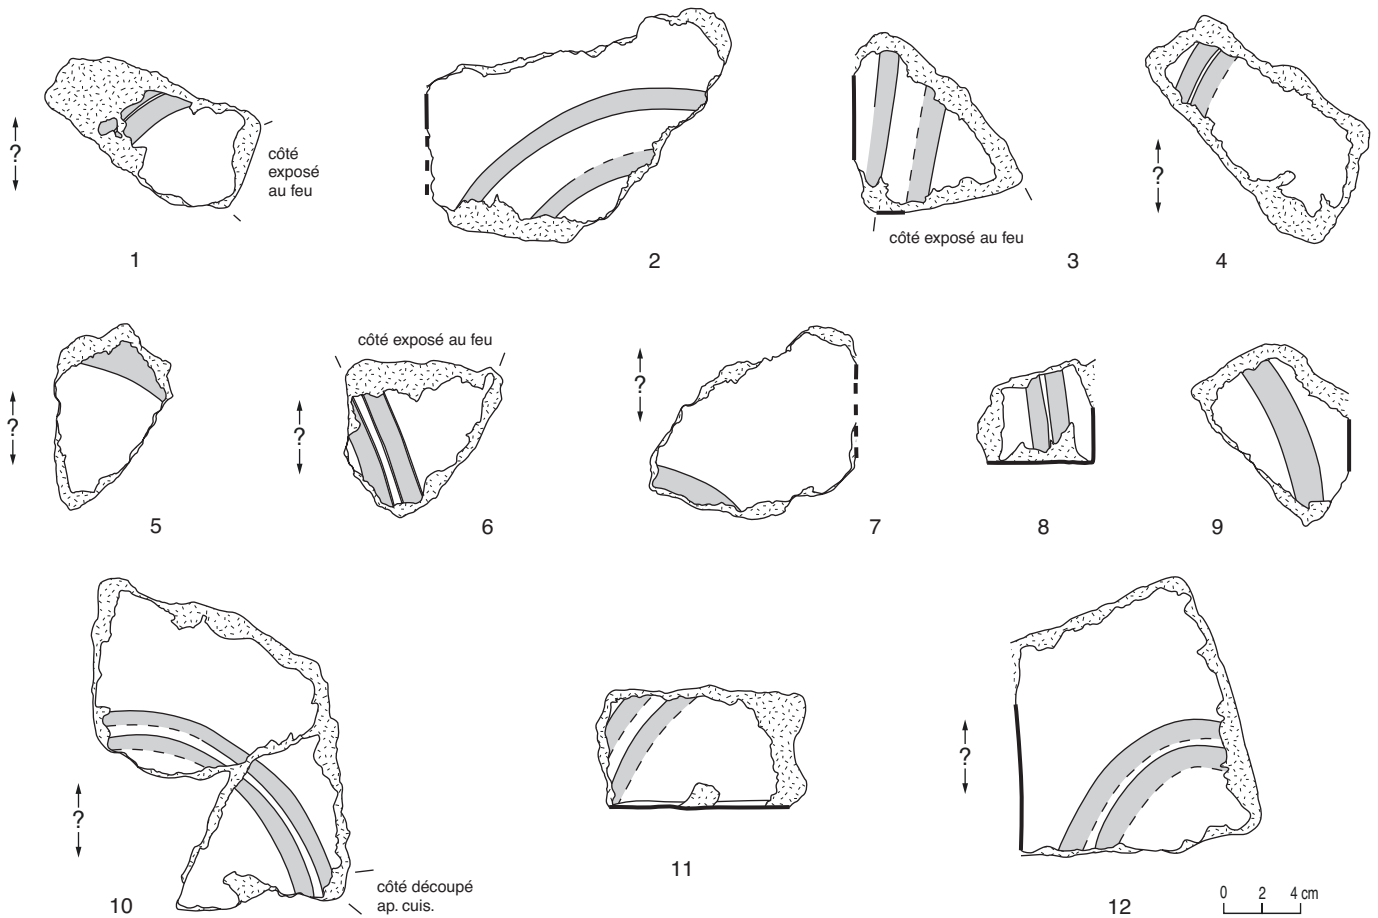 ?
côté
exposé
au feu
1
2
côté exposé au feu
3
?
4
?
5
côté exposé au feu
?
6
?
7
8
9
?
côté découpé
ap. cuis.
10
11
?
12
0 2 4 cm